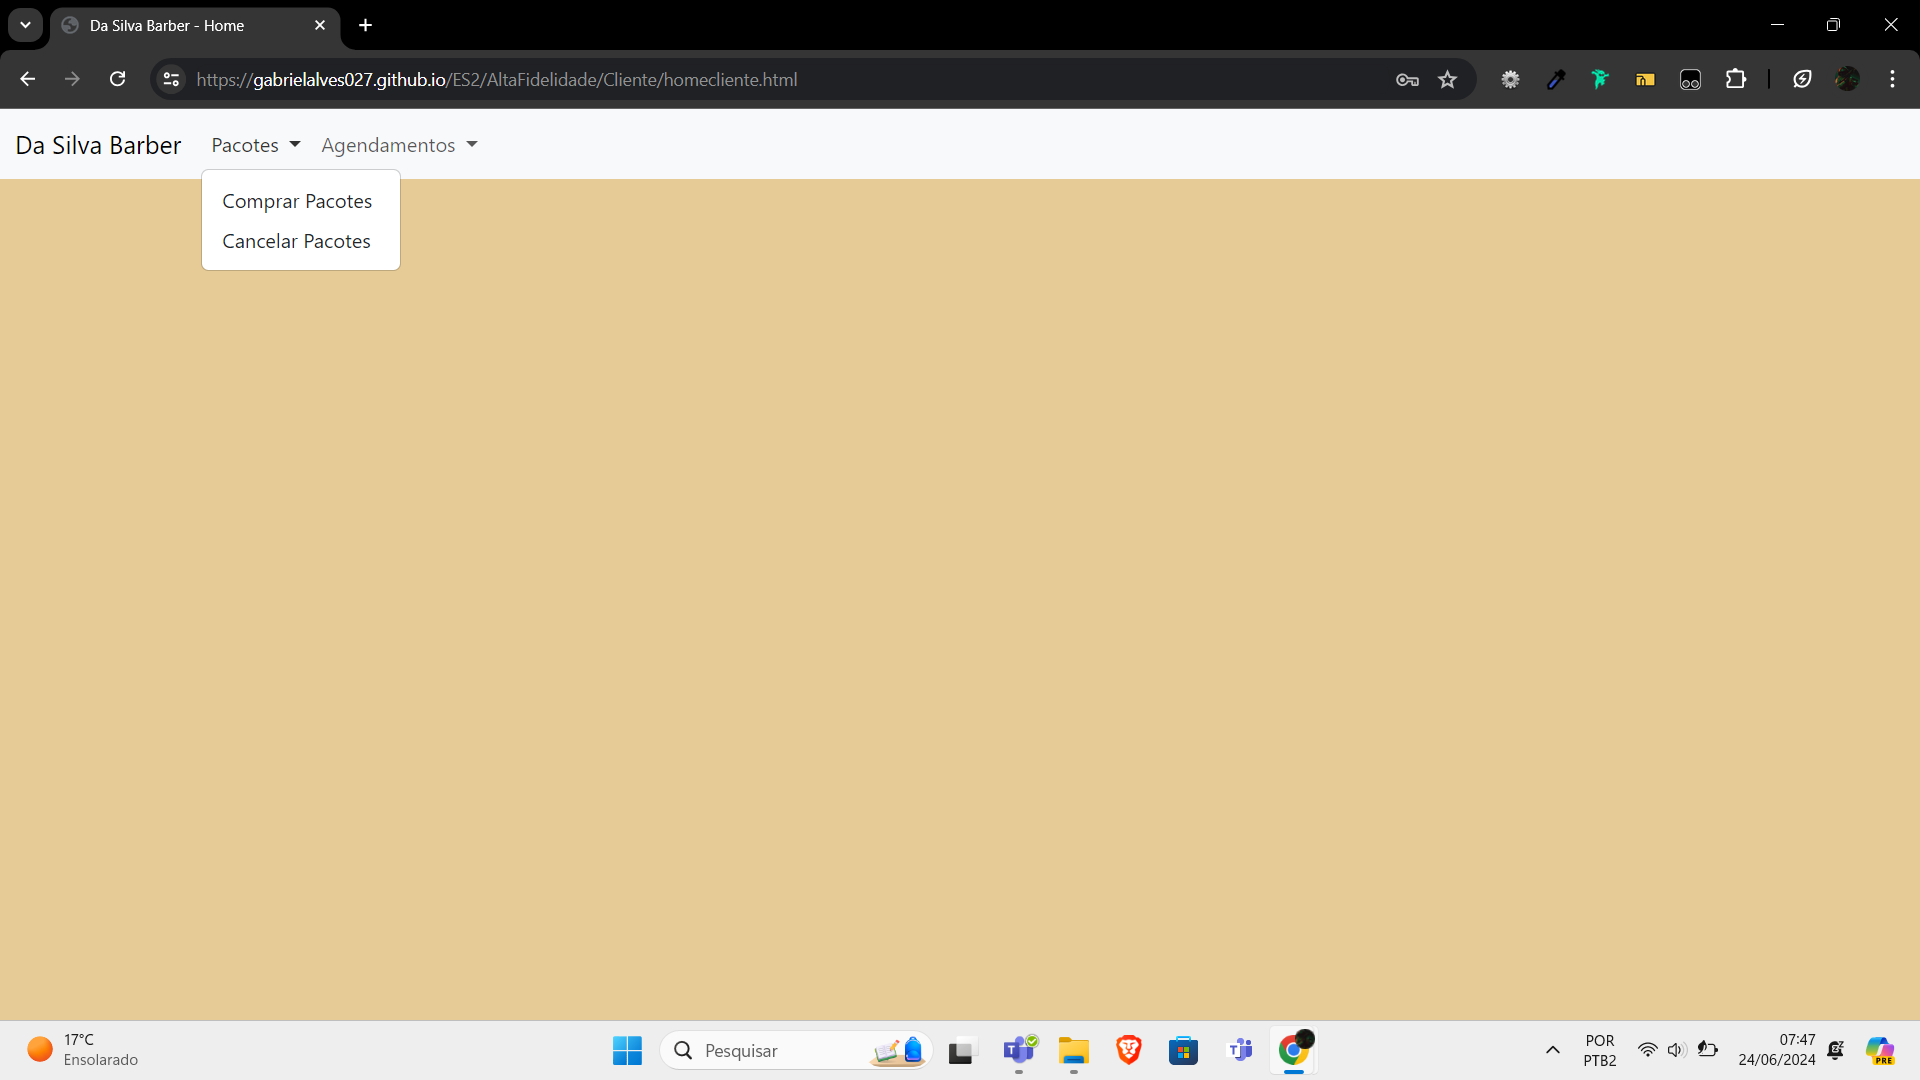 Da Silva Barber - Home
https://gabrielalves027.github.io/ES2/AltaFidelidade/Cliente/homecliente.html
Da Silva Barber Pacotes Agendamentos
Comprar Pacotes
Cancelar Pacotes
17°C
Ensolarado
Pesquisar
POR
PTB2
07:47
24/06/2024
PRE